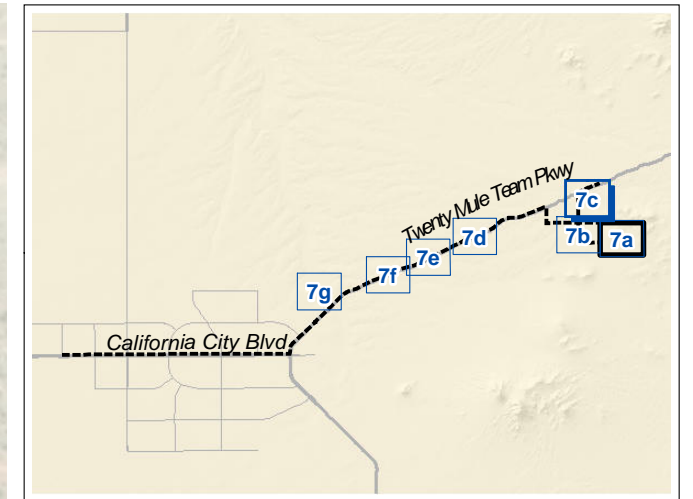 Twenty Mule Team Pkwy
7c
7b
7a
7d
7e
7f
7g
California City Blvd